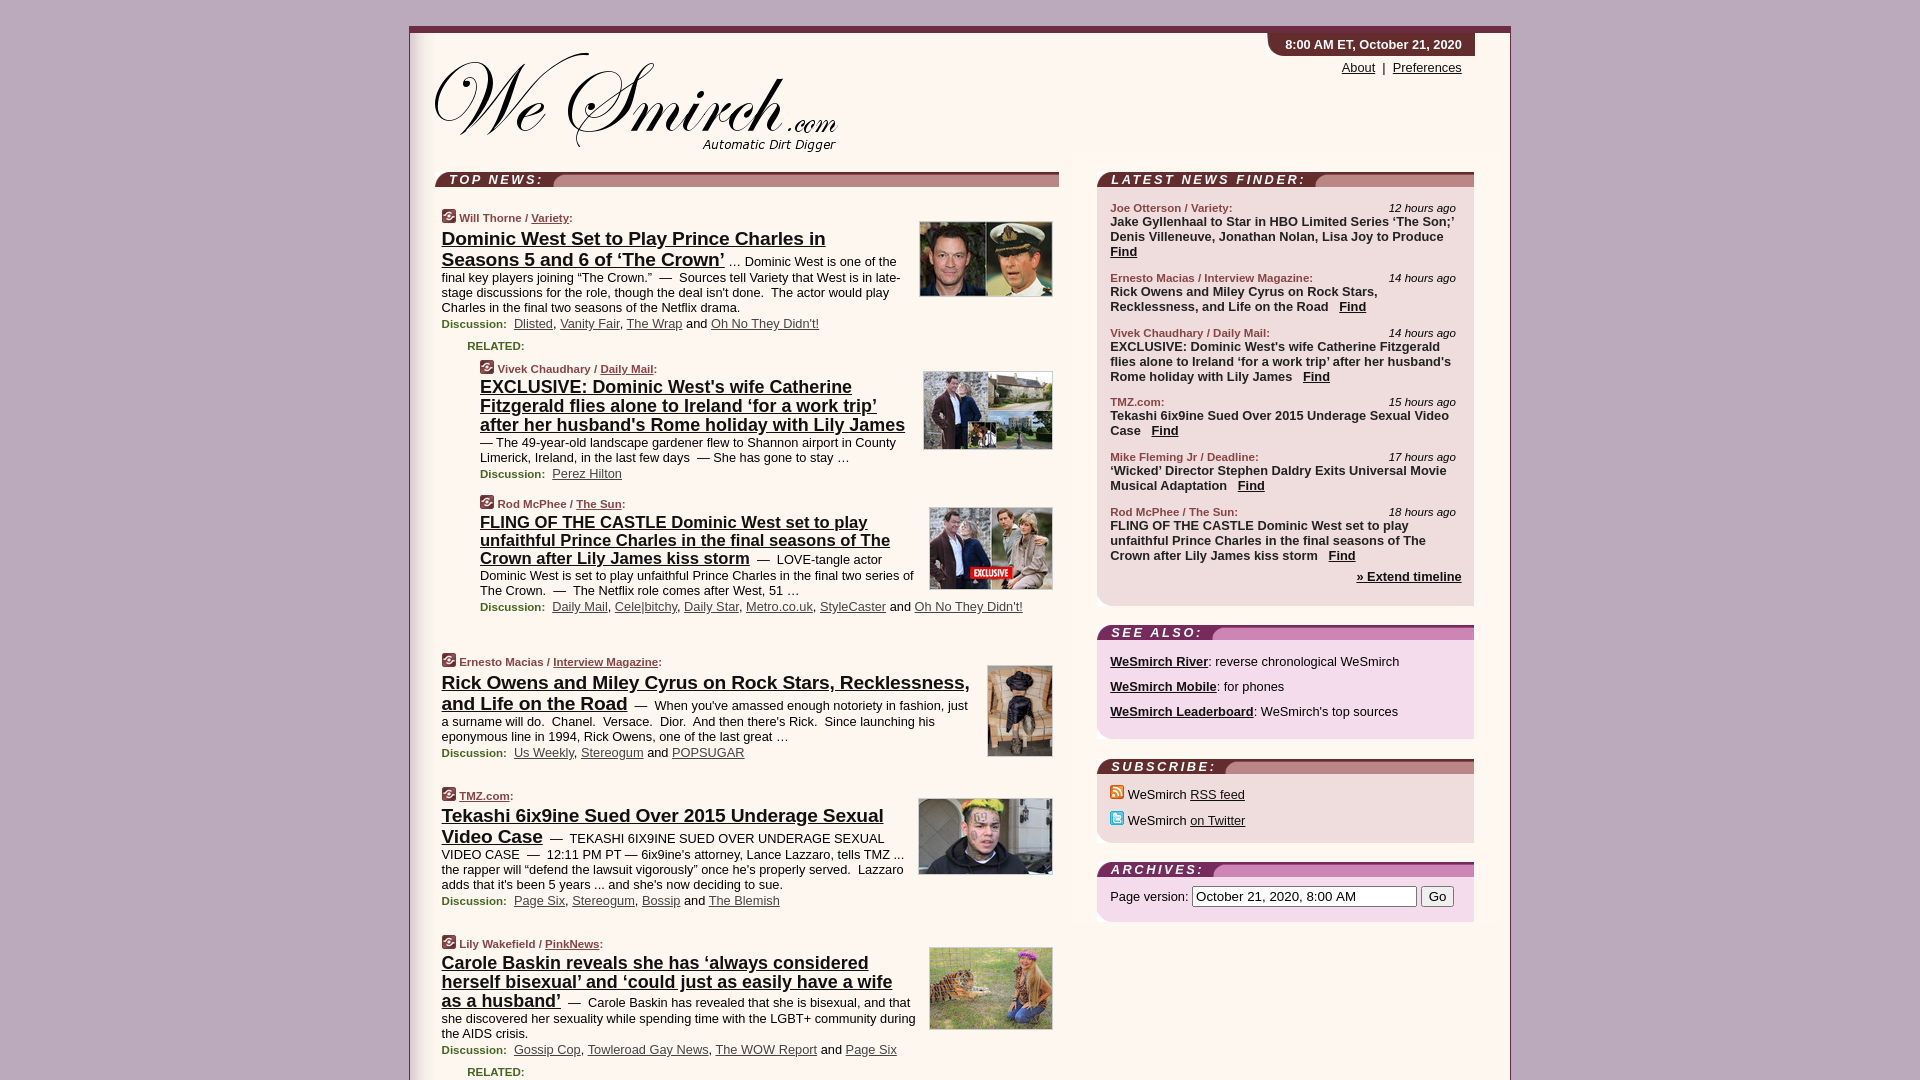 8:00 AM ET, October 21, 2020
About | Preferences
We Smirch.com
Automatic Dirt Digger
TOP NEWS:
Will Thorne / Variety:
Dominic West Set to Play Prince Charles in
Seasons 5 and 6 of ‘The Crown’ … Dominic West is one of the
final key players joining “The Crown.” — Sources tell Variety that West is in late-
stage discussions for the role, though the deal isn't done. The actor would play
Charles in the final two seasons of the Netflix drama.
Discussion: Dlisted, Vanity Fair, The Wrap and Oh No They Didn't!
RELATED:
Vivek Chaudhary / Daily Mail:
EXCLUSIVE: Dominic West's wife Catherine
Fitzgerald flies alone to Ireland ‘for a work trip’
after her husband's Rome holiday with Lily James
— The 49-year-old landscape gardener flew to Shannon airport in County
Limerick, Ireland, in the last few days — She has gone to stay …
Discussion: Perez Hilton
Rod McPhee / The Sun:
FLING OF THE CASTLE Dominic West set to play
unfaithful Prince Charles in the final seasons of The
Crown after Lily James kiss storm — LOVE-tangle actor
Dominic West is set to play unfaithful Prince Charles in the final two series of
The Crown. — The Netflix role comes after West, 51 …
EXCLUSIVE
Discussion: Daily Mail, Cele|bitchy, Daily Star, Metro.co.uk, StyleCaster and Oh No They Didn't!
Ernesto Macias / Interview Magazine:
Rick Owens and Miley Cyrus on Rock Stars, Recklessness,
and Life on the Road — When you've amassed enough notoriety in fashion, just
a surname will do. Chanel. Versace. Dior. And then there's Rick. Since launching his
eponymous line in 1994, Rick Owens, one of the last great …
Discussion: Us Weekly, Stereogum and POPSUGAR
TMZ.com:
Tekashi 6ix9ine Sued Over 2015 Underage Sexual
Video Case — TEKASHI 6IX9INE SUED OVER UNDERAGE SEXUAL
VIDEO CASE — 12:11 PM PT — 6ix9ine's attorney, Lance Lazzaro, tells TMZ ...
the rapper will “defend the lawsuit vigorously” once he's properly served. Lazzaro
adds that it's been 5 years ... and she's now deciding to sue.
Discussion: Page Six, Stereogum, Bossip and The Blemish
Lily Wakefield / PinkNews:
Carole Baskin reveals she has ‘always considered
herself bisexual’ and ‘could just as easily have a wife
as a husband’ — Carole Baskin has revealed that she is bisexual, and that
she discovered her sexuality while spending time with the LGBT+ community during
the AIDS crisis.
Discussion: Gossip Cop, Towleroad Gay News, The WOW Report and Page Six
RELATED:
LATEST NEWS FINDER:
Joe Otterson / Variety: 12 hours ago
Jake Gyllenhaal to Star in HBO Limited Series ‘The Son;’
Denis Villeneuve, Jonathan Nolan, Lisa Joy to Produce
Find
Ernesto Macias / Interview Magazine: 14 hours ago
Rick Owens and Miley Cyrus on Rock Stars,
Recklessness, and Life on the Road Find
Vivek Chaudhary / Daily Mail: 14 hours ago
EXCLUSIVE: Dominic West's wife Catherine Fitzgerald
flies alone to Ireland ‘for a work trip’ after her husband's
Rome holiday with Lily James Find
TMZ.com: 15 hours ago
Tekashi 6ix9ine Sued Over 2015 Underage Sexual Video
Case Find
Mike Fleming Jr / Deadline: 17 hours ago
‘Wicked’ Director Stephen Daldry Exits Universal Movie
Musical Adaptation Find
Rod McPhee / The Sun: 18 hours ago
FLING OF THE CASTLE Dominic West set to play
unfaithful Prince Charles in the final seasons of The
Crown after Lily James kiss storm Find
» Extend timeline
SEE ALSO:
WeSmirch River: reverse chronological WeSmirch
WeSmirch Mobile: for phones
WeSmirch Leaderboard: WeSmirch's top sources
SUBSCRIBE:
WeSmirch RSS feed
WeSmirch on Twitter
ARCHIVES:
Page version: October 21, 2020, 8:00 AM Go